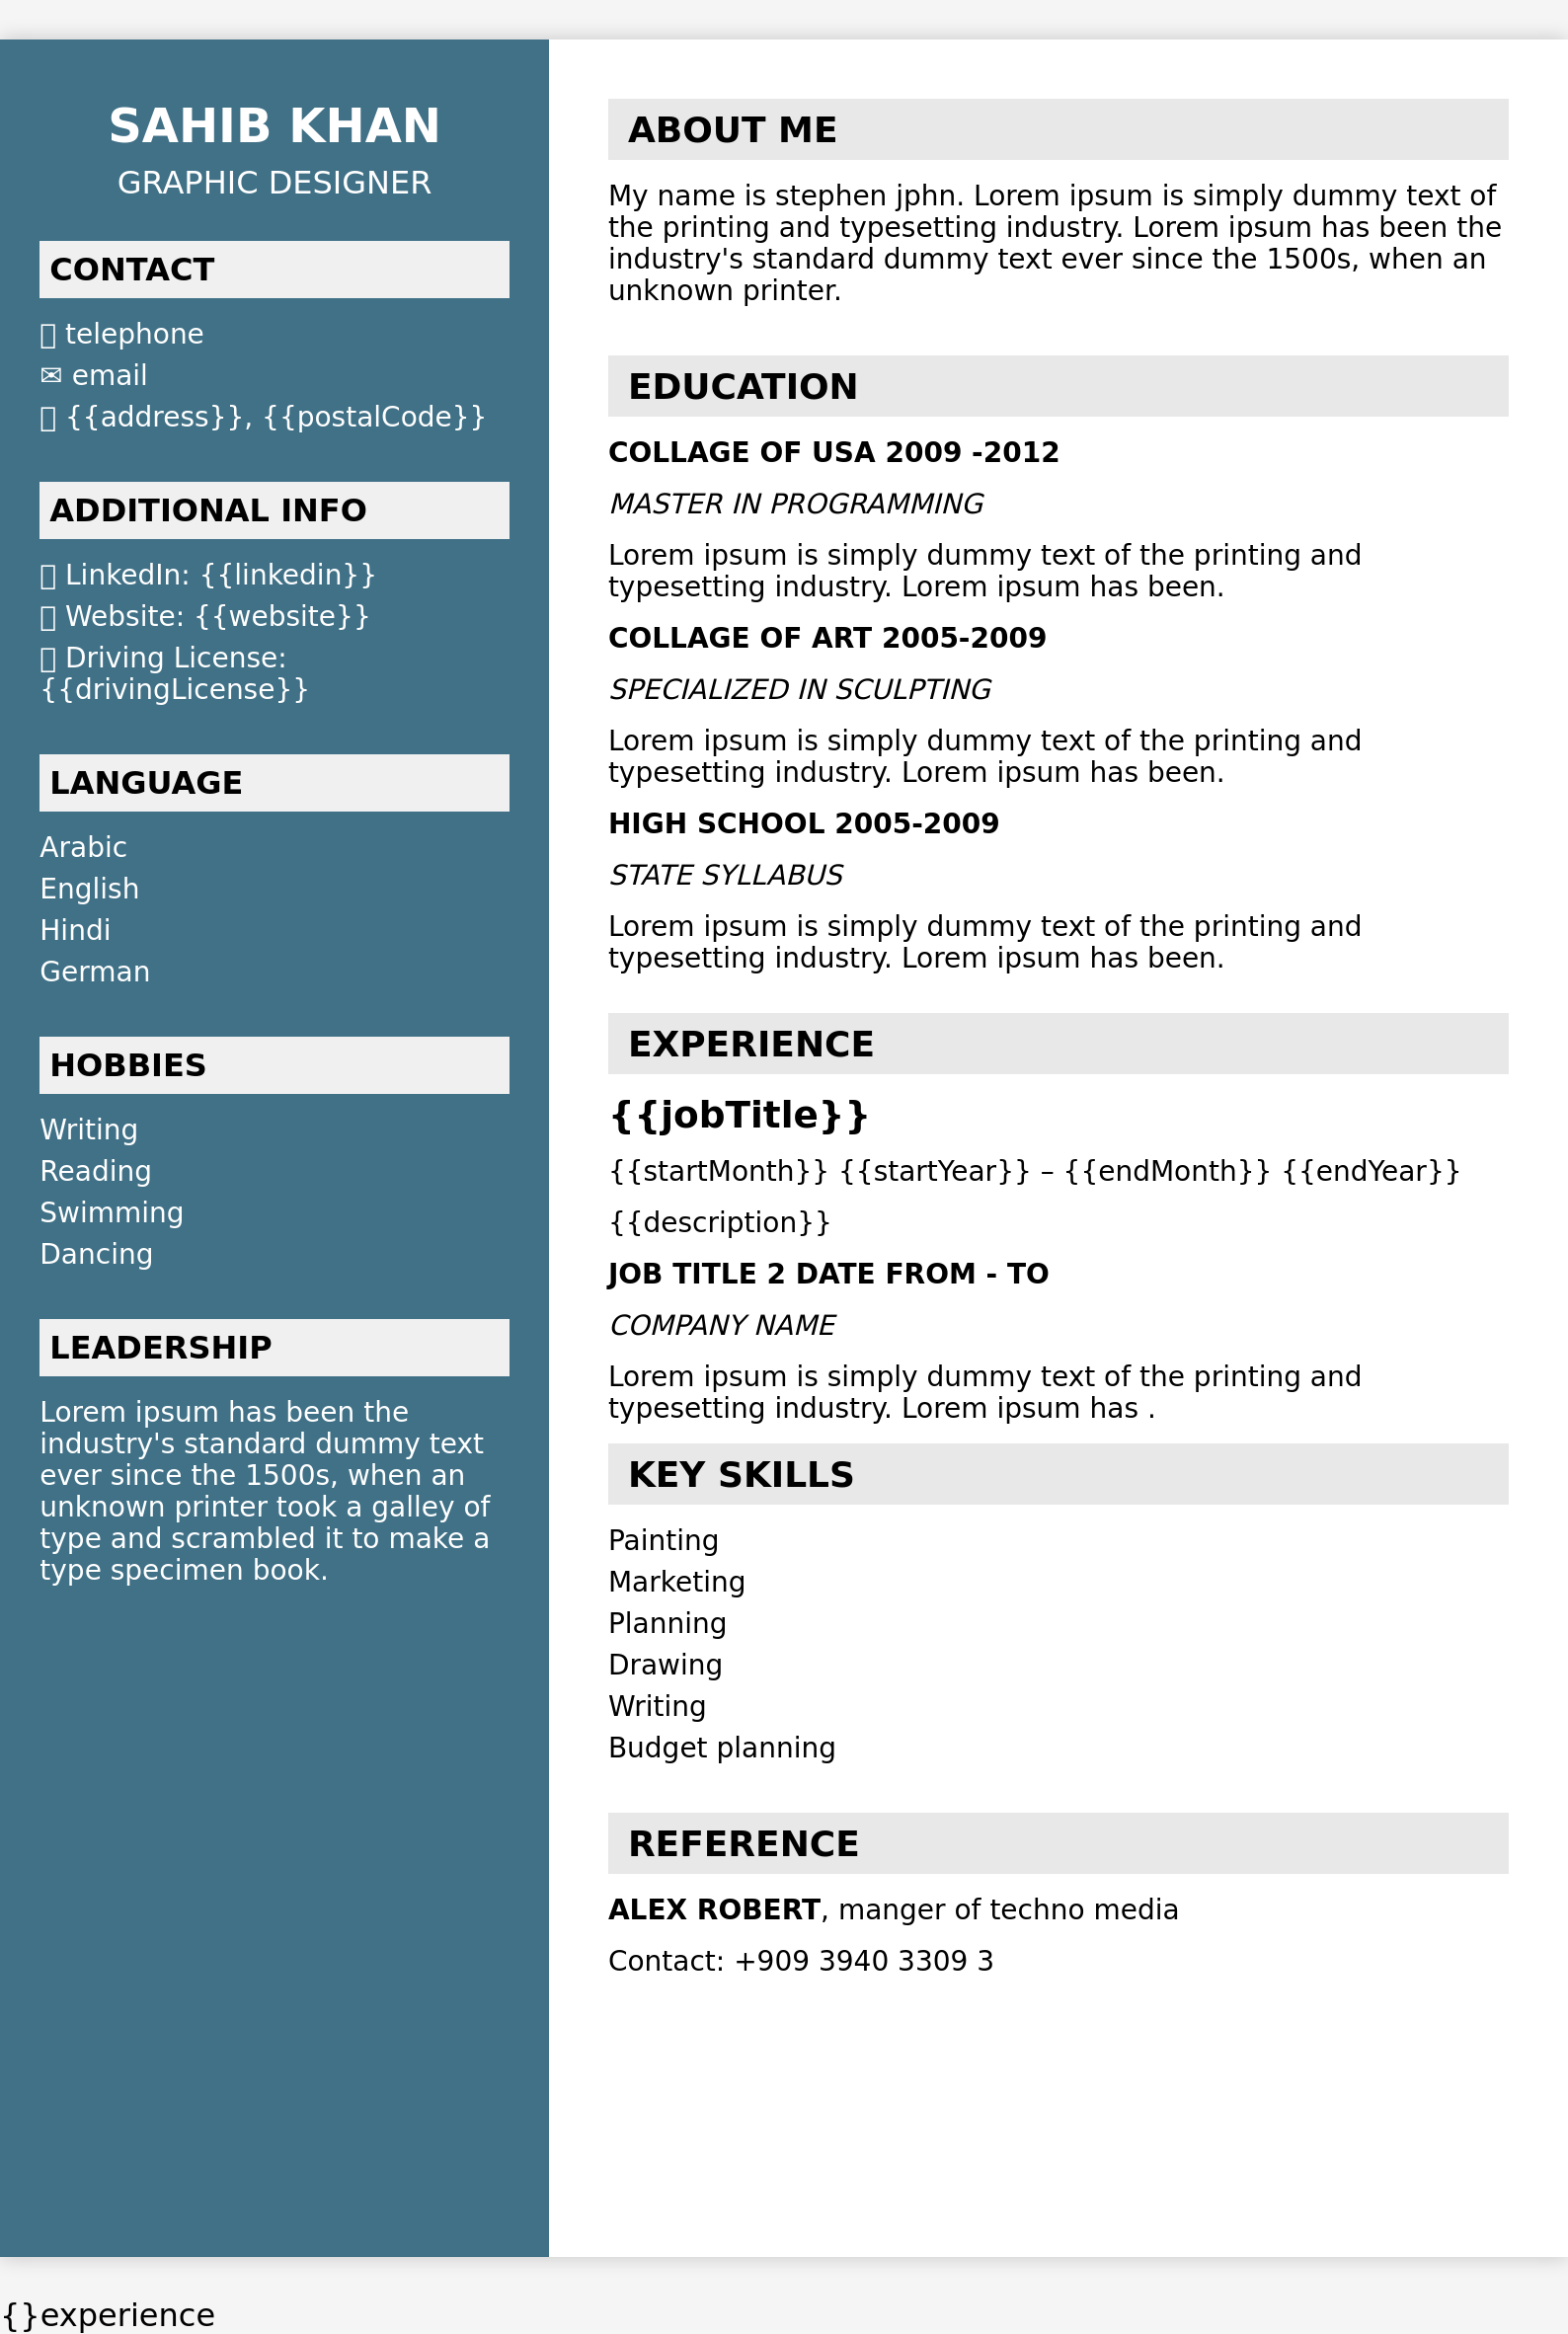 SAHIB KHAN
GRAPHIC DESIGNER
CONTACT
telephone
✉ email
{{address}}, {{postalCode}}
ADDITIONAL INFO
LinkedIn: {{linkedin}}
Website: {{website}}
Driving License:
{{drivingLicense}}
LANGUAGE
Arabic
English
Hindi
German
HOBBIES
Writing
Reading
Swimming
Dancing
LEADERSHIP
Lorem ipsum has been the
industry's standard dummy text
ever since the 1500s, when an
unknown printer took a galley of
type and scrambled it to make a
type specimen book.
ABOUT ME
My name is stephen jphn. Lorem ipsum is simply dummy text of
the printing and typesetting industry. Lorem ipsum has been the
industry's standard dummy text ever since the 1500s, when an
unknown printer.
EDUCATION
COLLAGE OF USA 2009 -2012
MASTER IN PROGRAMMING
Lorem ipsum is simply dummy text of the printing and
typesetting industry. Lorem ipsum has been.
COLLAGE OF ART 2005-2009
SPECIALIZED IN SCULPTING
Lorem ipsum is simply dummy text of the printing and
typesetting industry. Lorem ipsum has been.
HIGH SCHOOL 2005-2009
STATE SYLLABUS
Lorem ipsum is simply dummy text of the printing and
typesetting industry. Lorem ipsum has been.
EXPERIENCE
{{jobTitle}}
{{startMonth}} {{startYear}} – {{endMonth}} {{endYear}}
{{description}}
JOB TITLE 2 DATE FROM - TO
COMPANY NAME
Lorem ipsum is simply dummy text of the printing and
typesetting industry. Lorem ipsum has .
KEY SKILLS
Painting
Marketing
Planning
Drawing
Writing
Budget planning
REFERENCE
ALEX ROBERT, manger of techno media
Contact: +909 3940 3309 3
{}experience